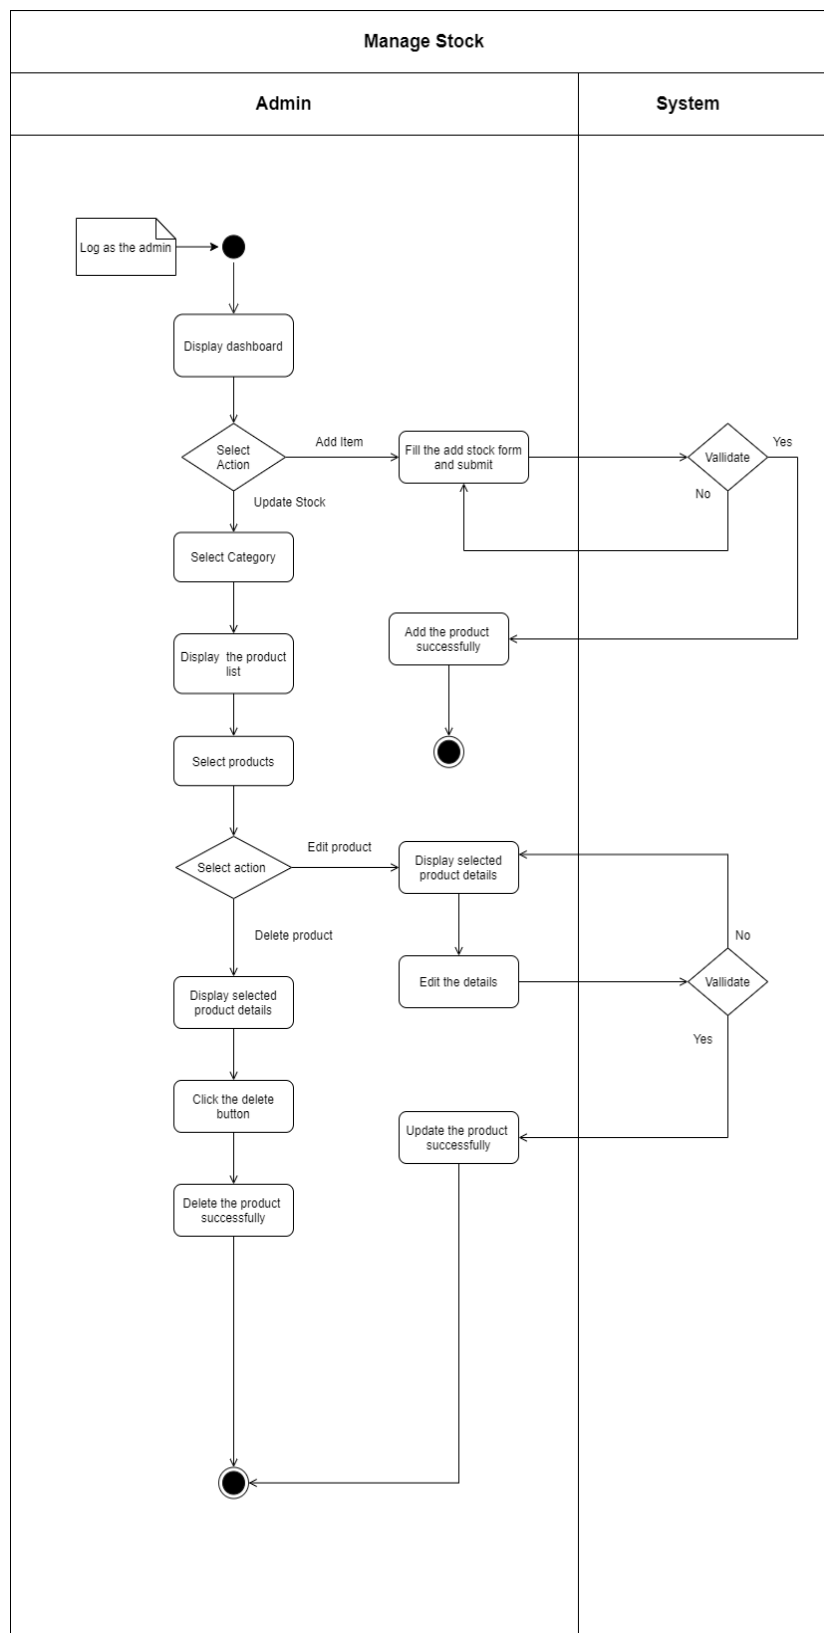 Manage Stock
Admin
System
Log as the admin
Display dashboard
Select
Action
Add Item
Fill the add stock form
and submit
Vallidate
Yes
No
Update Stock
Select Category
Add the product
successfully
Display the product
list
Select products
Select action
Edit product
Display selected
product details
Delete product
No
Edit the details
Vallidate
Display selected
product details
Yes
Click the delete
button
Update the product
successfully
Delete the product
successfully